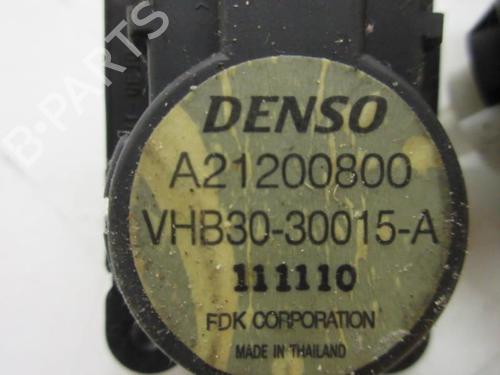 B-PARTS
DENSO
A21200800
VHB30-30015-A
111110
FDK CORPORATION
MADE IN THAILAND